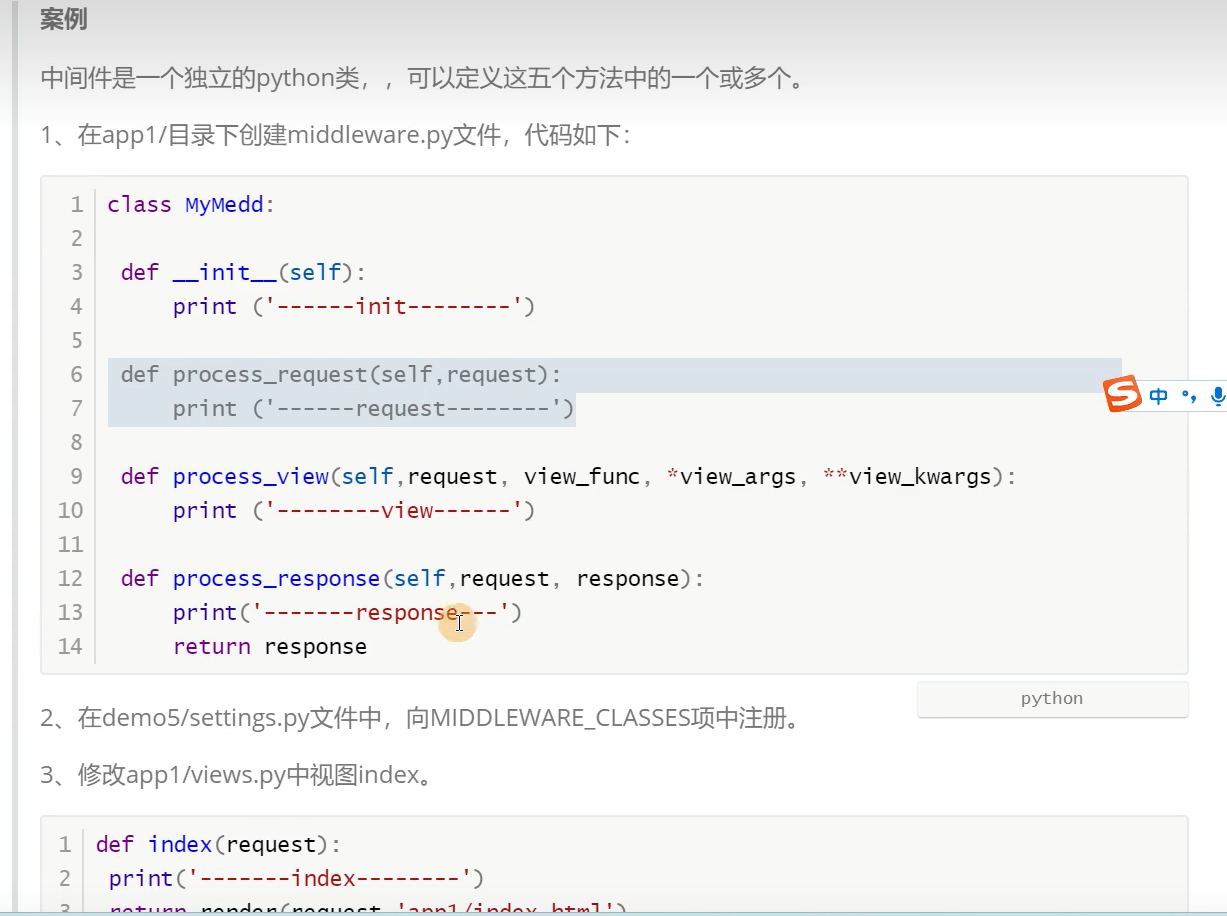 案例
中间件是一个独立的python类，，可以定义这五个方法中的一个或多个。
1、在app1/目录下创建middleware.py文件，代码如下：
1 class MyMedd:
2
3 def __init__(self):
4 print ('------init--------')
5
6 def process_request(self,request):
7 print ('------request--------')
8
9 def process_view(self,request, view_func, *view_args, **view_kwargs):
10 print ('--------view------')
11
12 def process_response(self,request, response):
13 print('-------response---')
14 return response
中
python
2、在demo5/settings.py文件中，向MIDDLEWARE_CLASSES项中注册。
3、修改app1/views.py中视图index。
1 def index(request):
2 print('-------index--------')
3 return render(request,'app1/index.html')